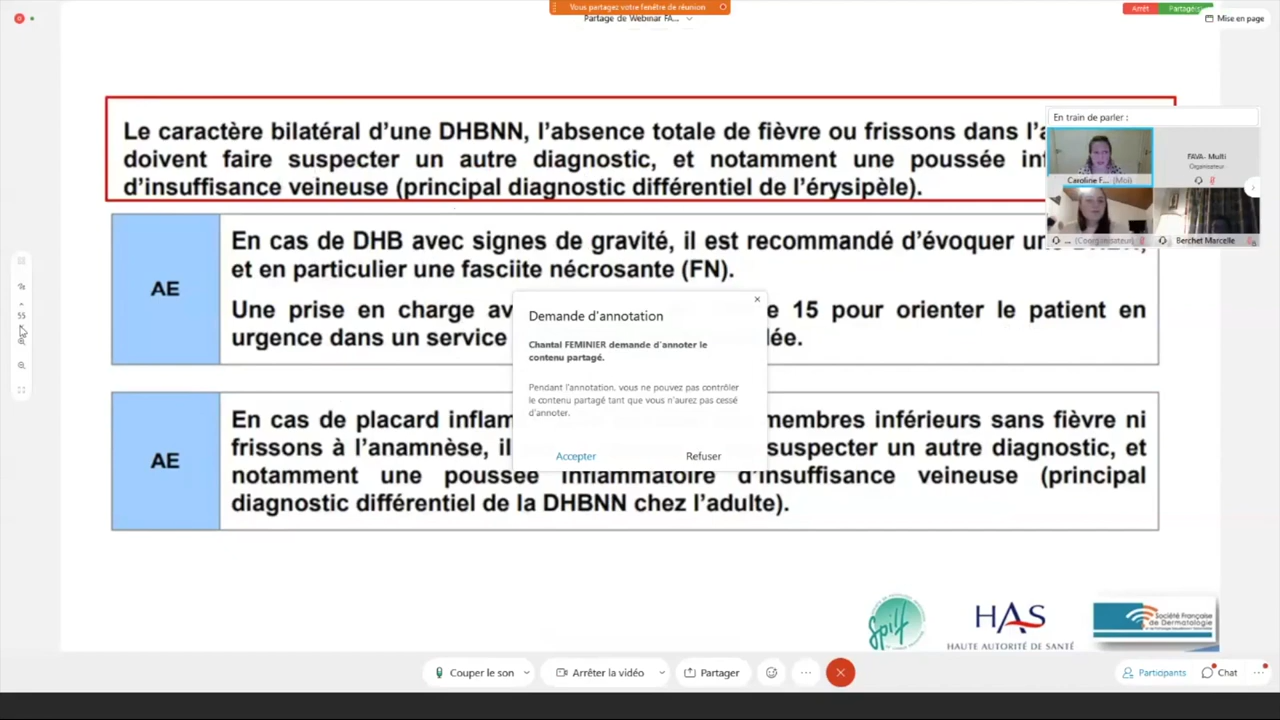 Vous partagez votre fenêtre de réunion
Partage de Webinar FA...
Arrêt
Mise en page
Le caractère bilatéral d'une DHBNN, l'absence totale de fièvre ou frissons dans
doivent faire suspecter un autre diagnostic, et notamment une poussée
d'insuffisance veineuse (principal diagnostic différentiel de l'érysipèle).
En train de parler :
Caroline F... (Moi)
FAVA- Multi
Organisateur
(Coorganisateur)
Berchet Marcelle
55
AE
En cas de DHB avec signes de gravité, il est recommandé d'évoquer
et en particulier une fasciite nécrosante (FN).
Une prise en charge 15 pour orienter le patient en
urgence dans un service
Demande d'annotation
Chantal FEMINIER demande d'annoter le
contenu partagé.
Pendant l'annotation, vous ne pouvez pas contrôler
le contenu partagé tant que vous n'aurez pas cessé
d'annoter.
Accepter
Refuser
AE
En cas de placard membres inférieurs sans fièvre ni
frissons à l'anamnèse, suspecter un autre diagnostic, et
notamment une poussée inflammatoire d'insuffisance veineuse (principal
diagnostic différentiel de la DHBNN chez l'adulte).
Spilf
HAS
HAUTE AUTORITÉ DE SANTÉ
Société Française
de Dermatologie
Couper le son
Arrêter la vidéo
Partager
Participants
Chat